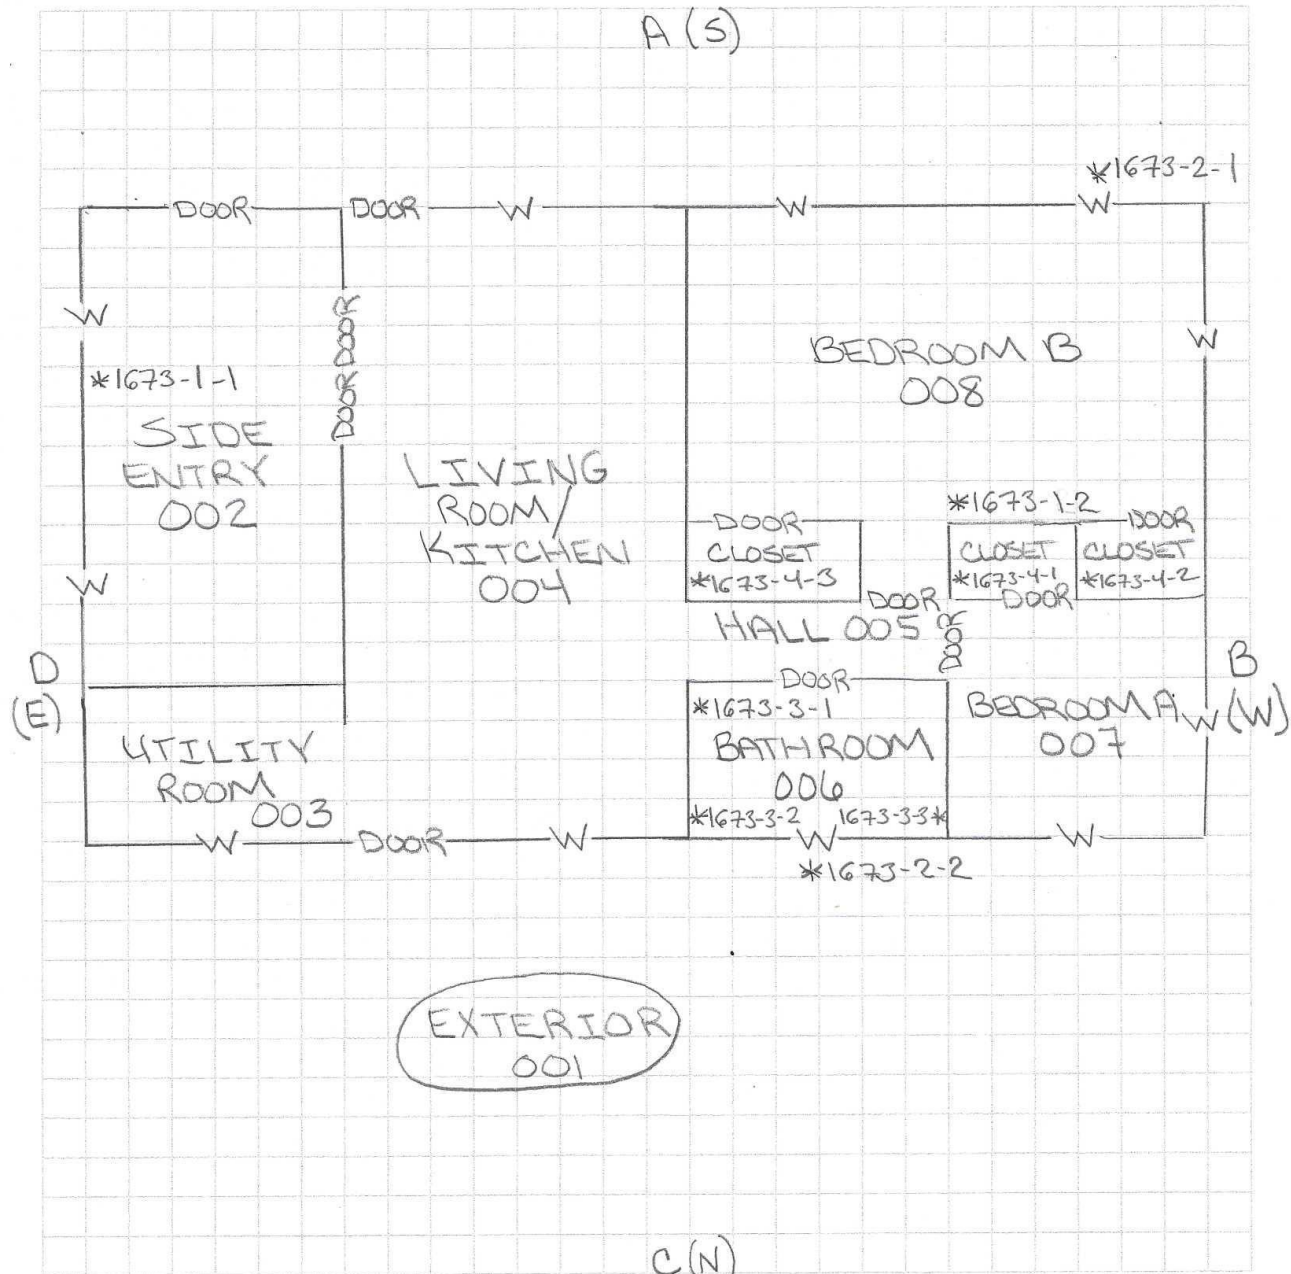 A (S)
*1673-2-1
DOOR
DOOR
W
W
W
W
W
DOOR
DOOR
BEDROOM B
008
*1673-1-1
SIDE
ENTRY
002
LIVING
ROOM/
KITCHEN
004
*1673-1-2
DOOR
DOOR
CLOSET
*1673-4-3
CLOSET
*1673-4-1
DOOR
CLOSET
*1673-4-2
W
DOOR
HALL 005
DOOR
D
(E)
B
(W)
DOOR
*1673-3-1
BATHROOM
006
*1673-3-2
1673-3-3*
BEDROOM A
007
W
UTILITY
ROOM
003
W
DOOR
W
W
W
*1673-2-2
EXTERIOR
001
C (N)